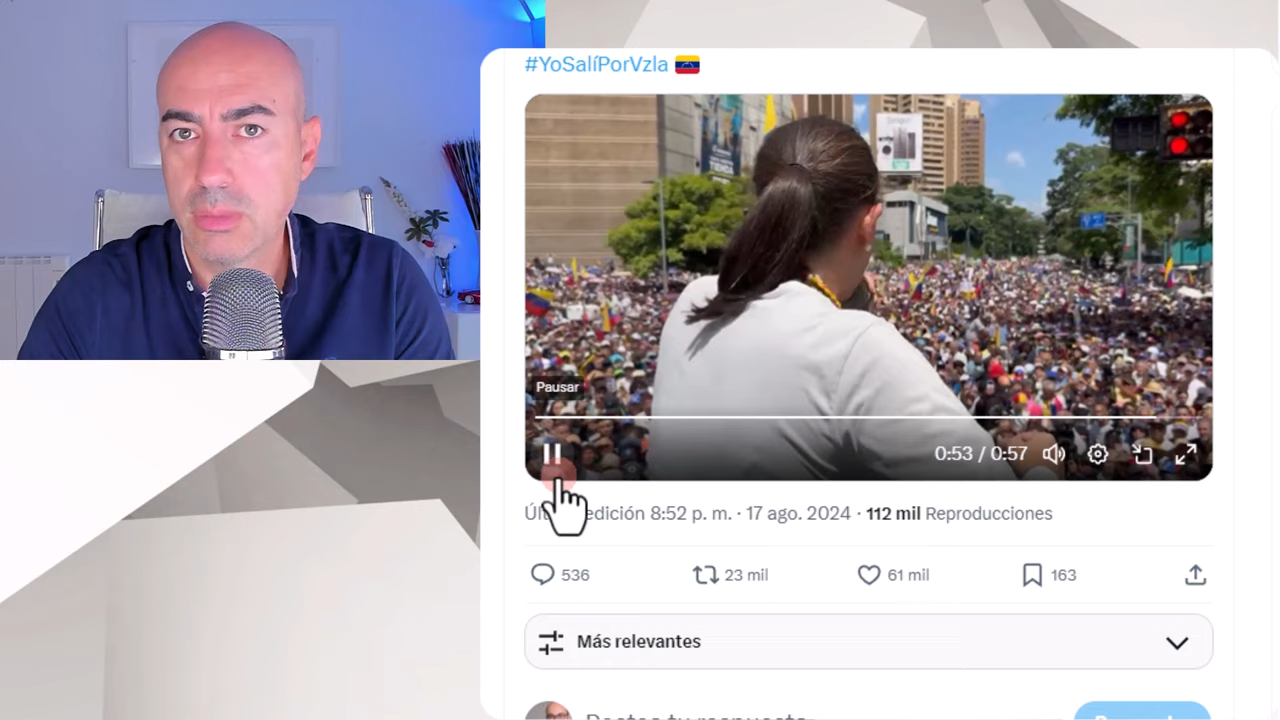 #YoSalíPorVzla
Pausar
0:53 / 0:57
edición 8:52 p. m. · 17 ago. 2024 · 112 mil Reproducciones
536
23 mil
61 mil
163
Más relevantes